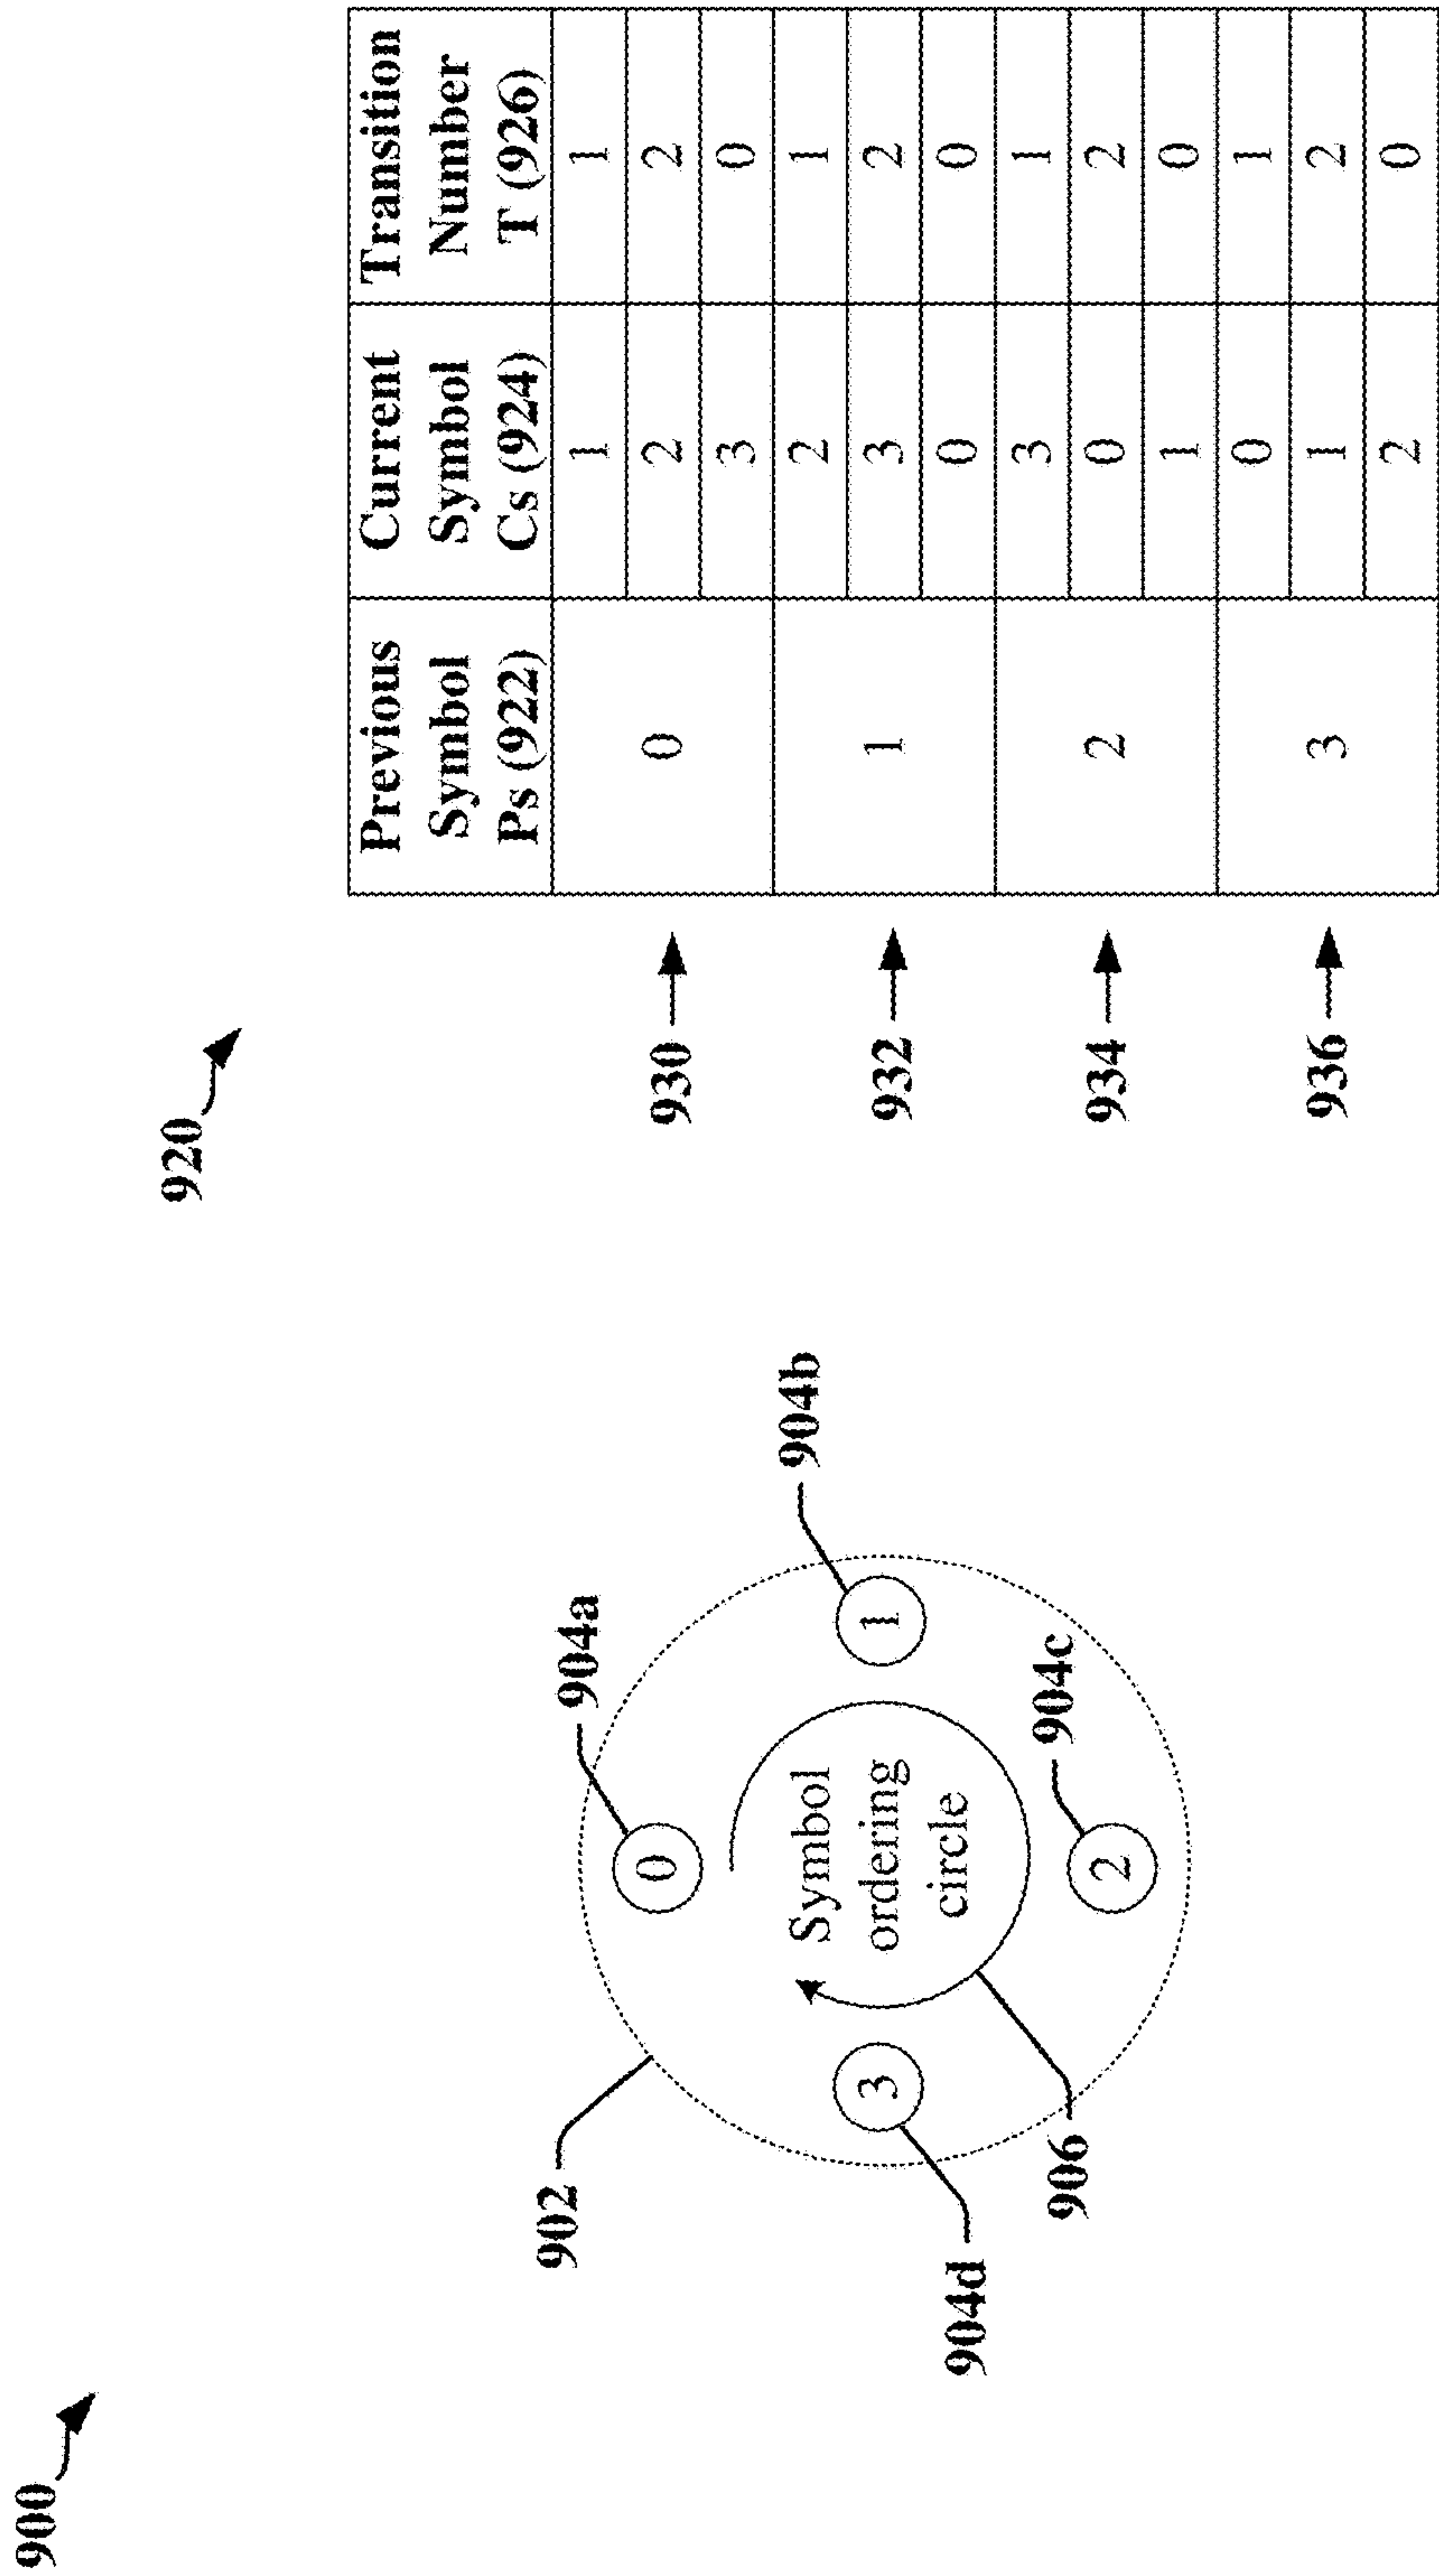 900
920
902
904a
904b
904c
904d
906
0
1
2
3
Symbol
ordering
circle
Previous Symbol Ps (922) Current Symbol Cs (924) Transition Number T (926)
930
0 1 1
2 2
3 0
932
1 2 1
3 2
0 0
934
2 3 1
0 2
1 0
936
3 0 1
1 2
2 0